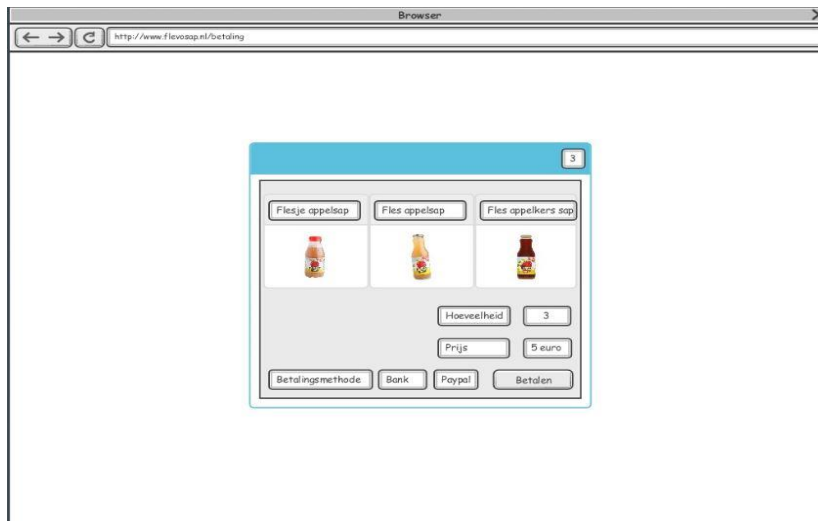 Browser
http://www.flevosap.nl/betaling
3
Flesje appelsap Fles appelsap Fles appelkers sap
Hoeveelheid 3
Prijs 5 euro
Betalingsmethode Bank Paypal Betalen